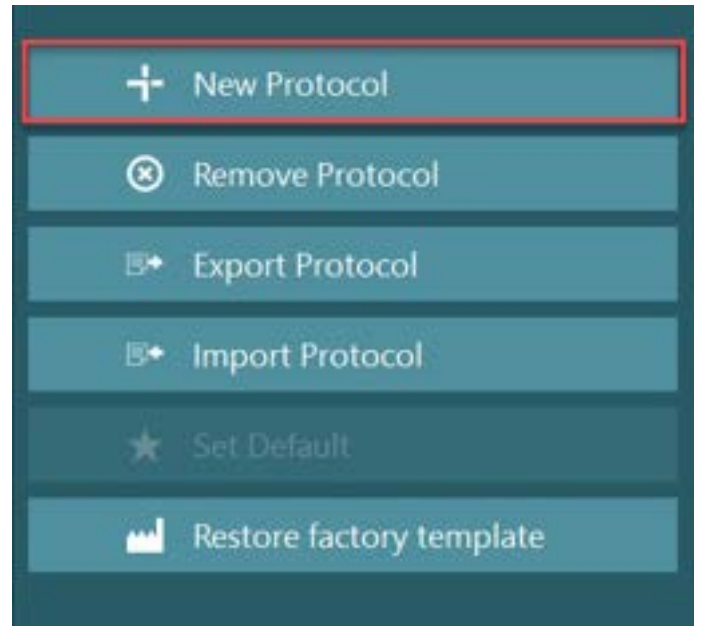 New Protocol
Remove Protocol
Export Protocol
Import Protocol
Set Default
Restore factory template